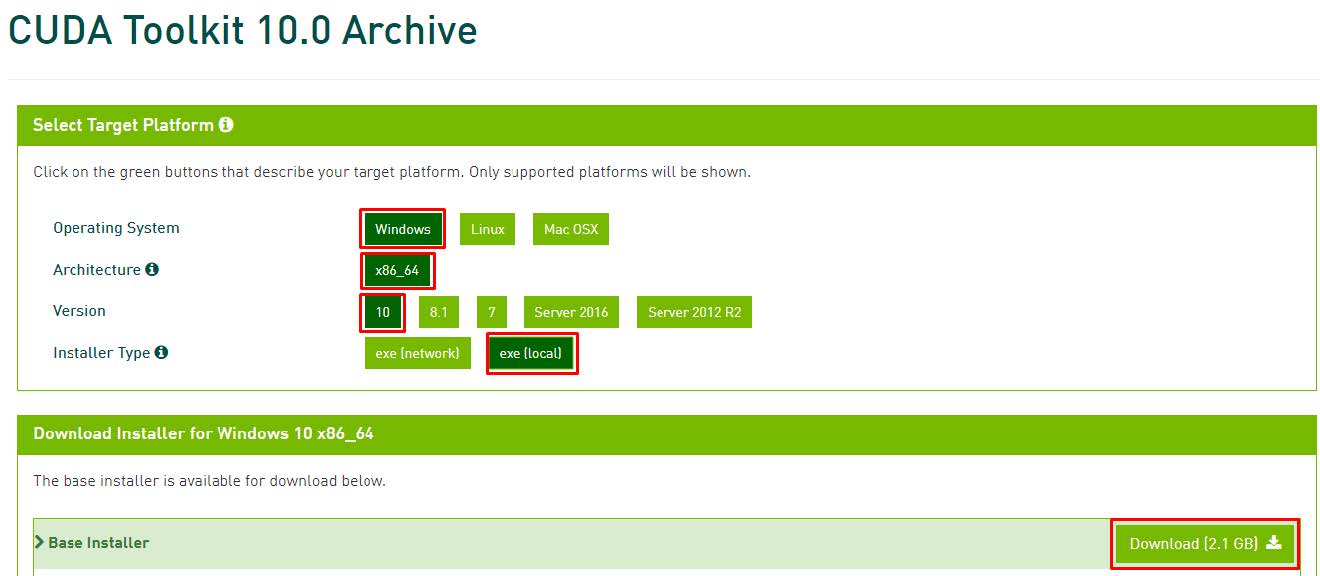 CUDA Toolkit 10.0 Archive
Select Target Platform
Click on the green buttons that describe your target platform. Only supported platforms will be shown.
Operating System Windows Linux Mac OSX
Architecture x86_64
Version 10 8.1 7 Server 2016 Server 2012 R2
Installer Type exe (network) exe (local)
Download Installer for Windows 10 x86_64
The base installer is available for download below.
Base Installer Download (2.1 GB)